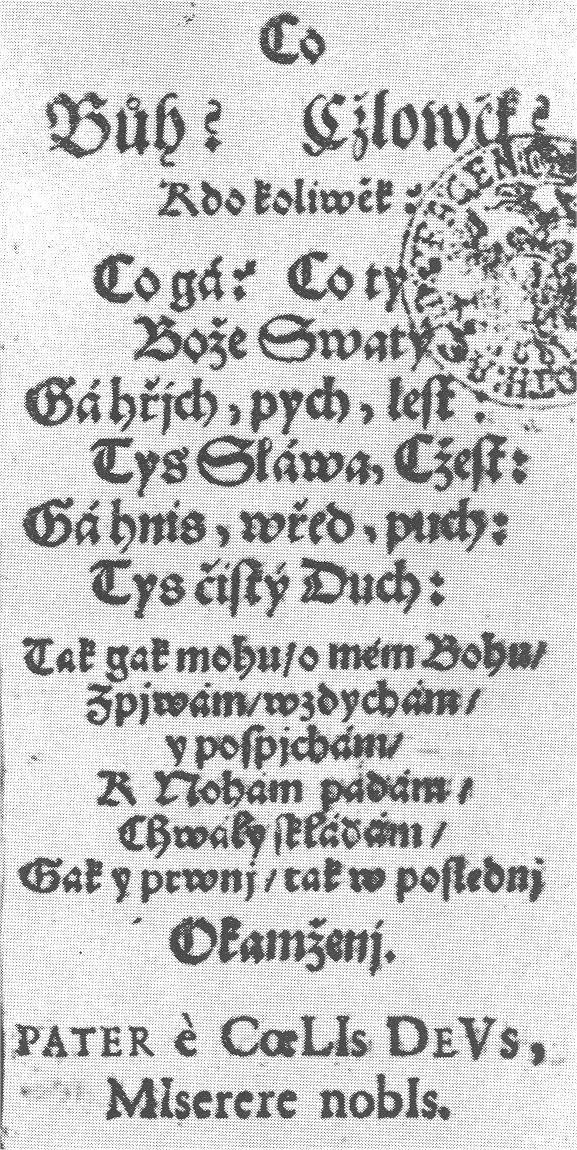 Co
Bůh? Cžlowěk?
Kdo koliwěk:
Co gá? Co ty
Bože Swatý?
Gá hřjch, pych, lest:
Tys Sláwa, Cžest:
Gá hnis, wřed, puch:
Tys čistý Duch:
Tak gak mohu/ o mém Bohu/
Zpjwám/ wzdychám/
y pospjchám/
K Nohám padám/
Chwály skládám/
Gak y prwnj/ tak w poslednj
Okamženj.
PATER è CœLIs DeVs,
MIserere nobIs.